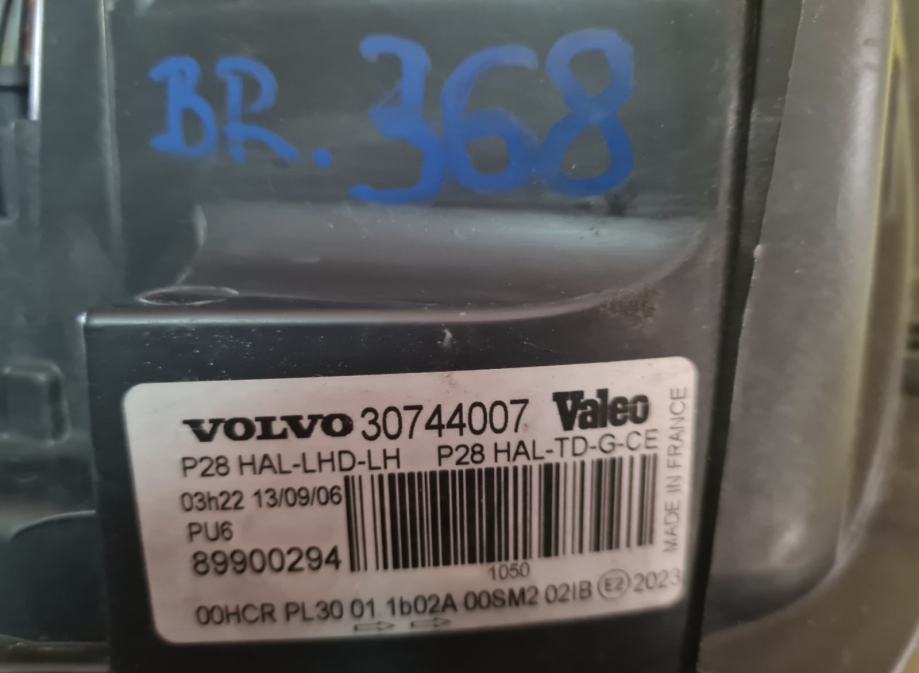 BR. 368
VOLVO 30744007 Valeo
P28 HAL-LHD-LH P28 HAL-TD-G-CE
03h22 13/09/06
PU6
89900294
1050
00HCR PL30 01 1b02A 00SM2 02IB E2 2023
MADE IN FRANCE